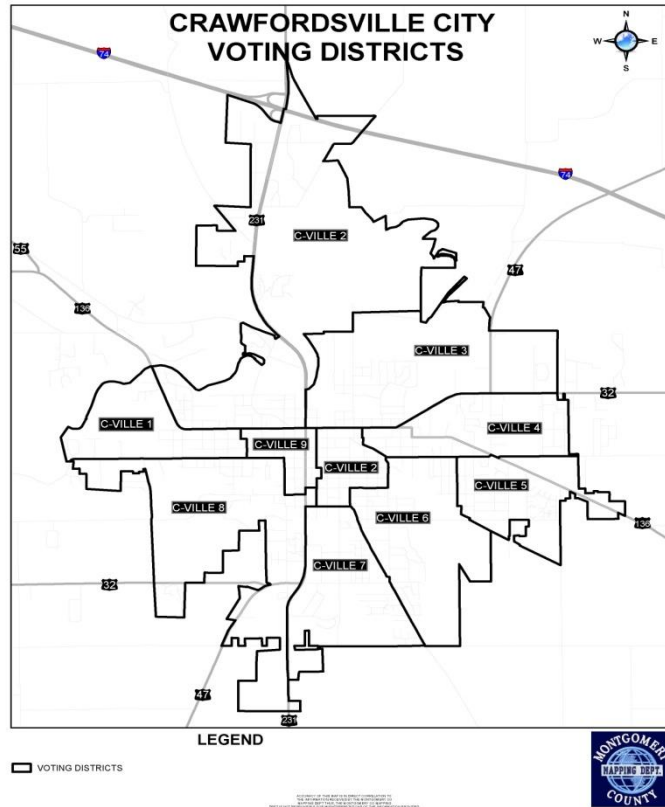 CRAWFORDSVILLE CITY
VOTING DISTRICTS
N
W E
S
74
74
231
C-VILLE 2
55
47
136
C-VILLE 3
32
C-VILLE 1
C-VILLE 4
C-VILLE 9
C-VILLE 2
C-VILLE 5
C-VILLE 8
C-VILLE 6
136
C-VILLE 7
32
47
231
LEGEND
VOTING DISTRICTS
MONTGOMERY
MAPPING DEPT.
COUNTY